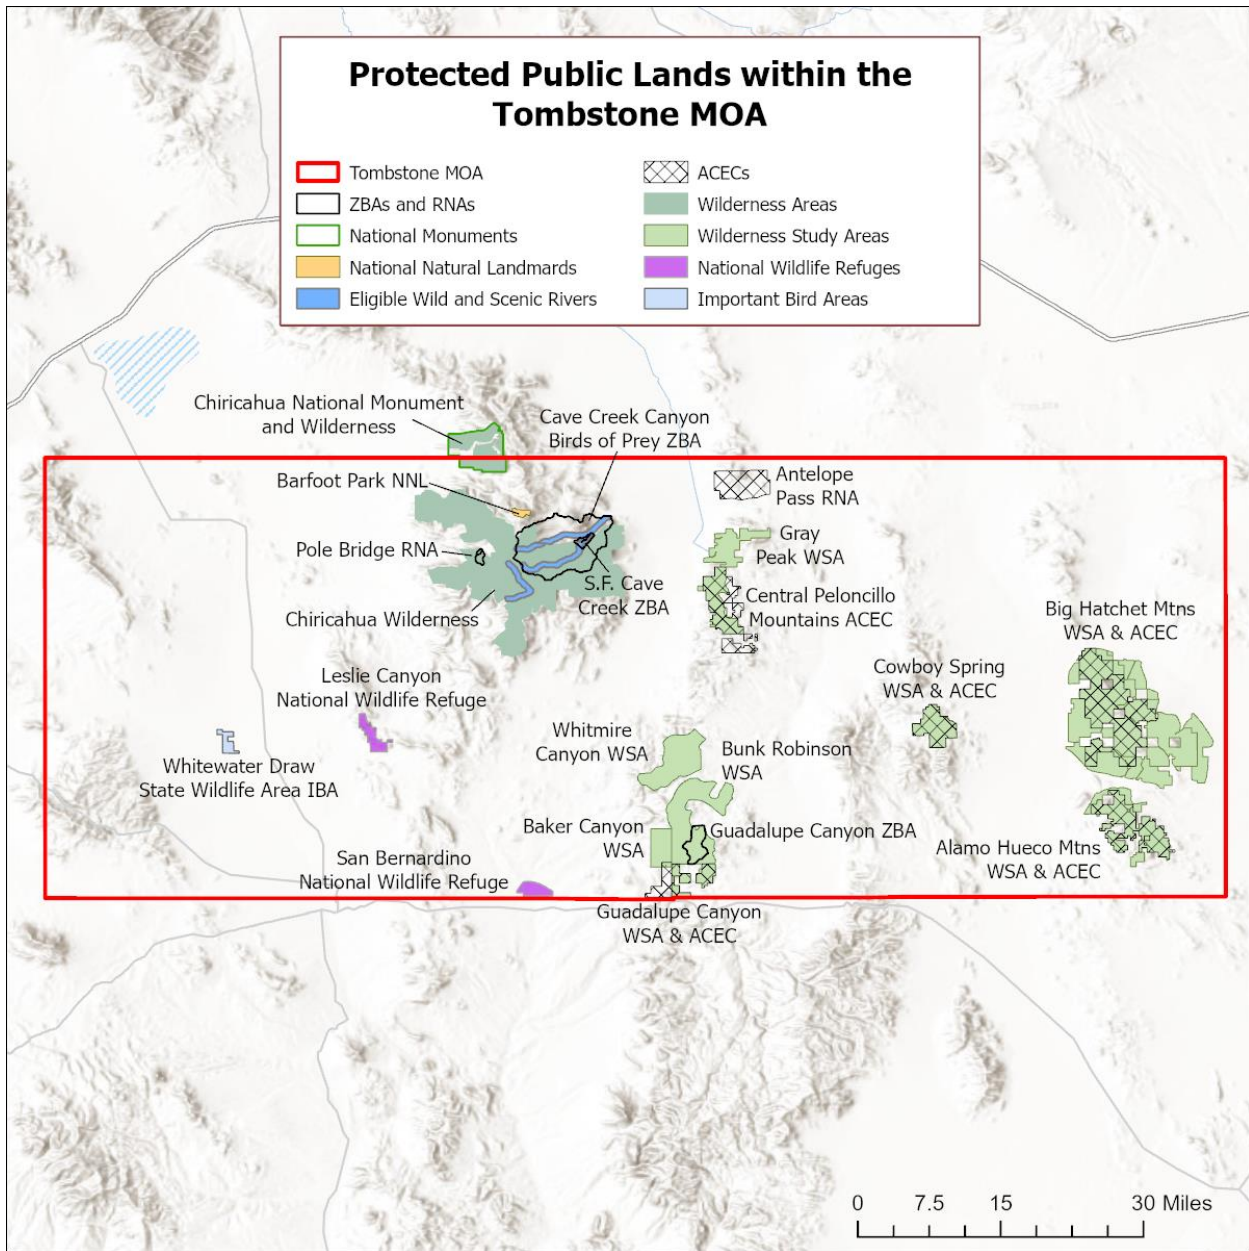 Protected Public Lands within the
Tombstone MOA
Tombstone MOA
ZBAs and RNAs
National Monuments
National Natural Landmards
Eligible Wild and Scenic Rivers
ACECs
Wilderness Areas
Wilderness Study Areas
National Wildlife Refuges
Important Bird Areas
Chiricahua National Monument
and Wilderness
Cave Creek Canyon
Birds of Prey ZBA
Barfoot Park NNL
Antelope
Pass RNA
Pole Bridge RNA
Gray
Peak WSA
S.F. Cave
Creek ZBA
Central Peloncillo
Mountains ACEC
Chiricahua Wilderness
Big Hatchet Mtns
WSA & ACEC
Leslie Canyon
National Wildlife Refuge
Cowboy Spring
WSA & ACEC
Whitmire
Canyon WSA
Bunk Robinson
WSA
Whitewater Draw
State Wildlife Area IBA
Baker Canyon
WSA
Guadalupe Canyon ZBA
Alamo Hueco Mtns
WSA & ACEC
San Bernardino
National Wildlife Refuge
Guadalupe Canyon
WSA & ACEC
0 7.5 15 30 Miles